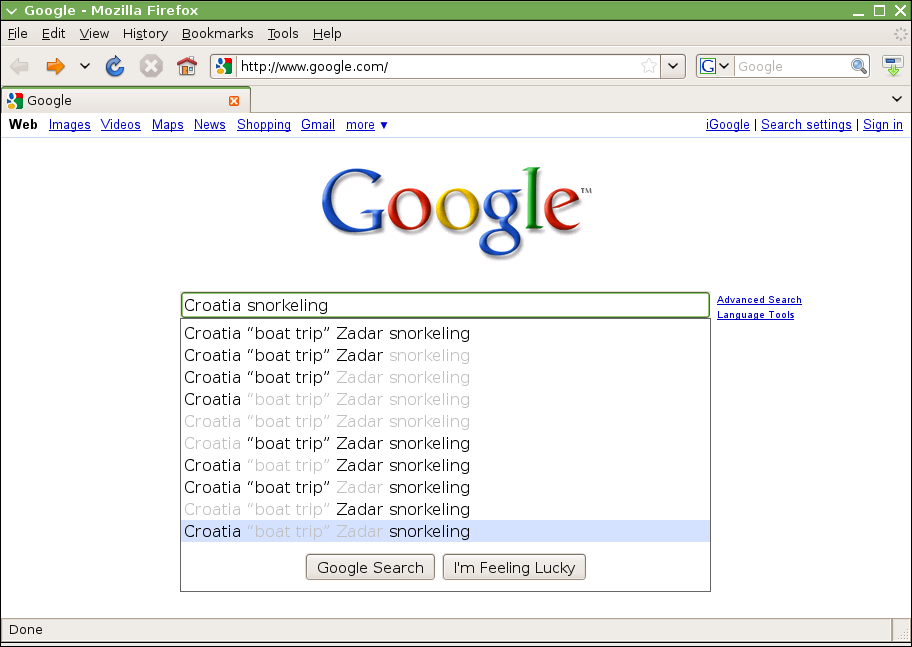 Google - Mozilla Firefox
File Edit View History Bookmarks Tools Help
http://www.google.com/ G Google
Google
Web Images Videos Maps News Shopping Gmail more ▼ iGoogle | Search settings | Sign in
Google™
Croatia snorkeling Advanced Search
Language Tools
Croatia “boat trip” Zadar snorkeling
Croatia “boat trip” Zadar snorkeling
Croatia “boat trip” Zadar snorkeling
Croatia “boat trip” Zadar snorkeling
Croatia “boat trip” Zadar snorkeling
Croatia “boat trip” Zadar snorkeling
Croatia “boat trip” Zadar snorkeling
Croatia “boat trip” Zadar snorkeling
Croatia “boat trip” Zadar snorkeling
Croatia “boat trip” Zadar snorkeling
Google Search I'm Feeling Lucky
Done